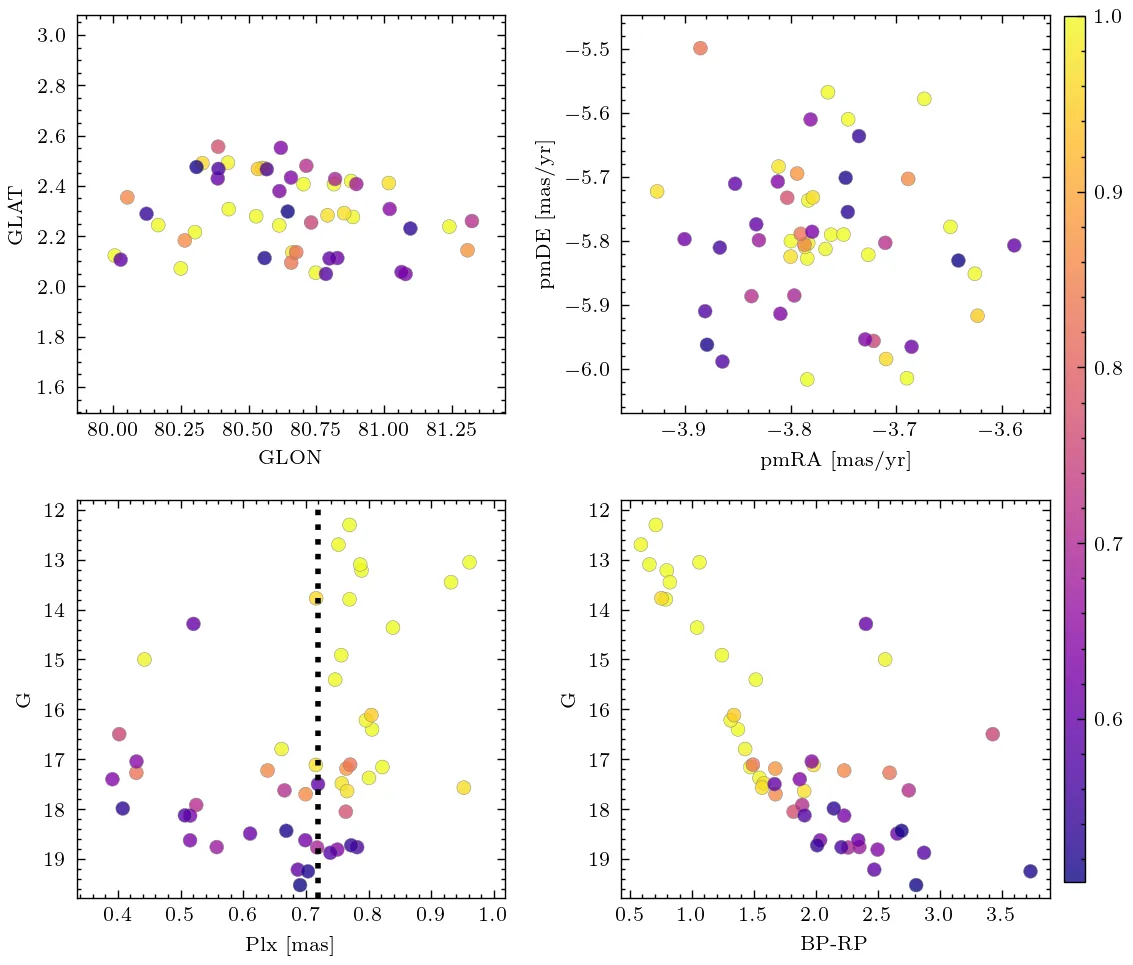 3.0
2.8
2.6
2.4
2.2
2.0
1.8
1.6
GLAT
80.00 80.25 80.50 80.75 81.00 81.25
GLON
−5.5
−5.6
−5.7
−5.8
−5.9
−6.0
pmDE [mas/yr]
−3.9 −3.8 −3.7 −3.6
pmRA [mas/yr]
1.0
0.9
0.8
0.7
0.6
12
13
14
15
16
17
18
19
G
0.4 0.5 0.6 0.7 0.8 0.9 1.0
Plx [mas]
12
13
14
15
16
17
18
19
G
0.5 1.0 1.5 2.0 2.5 3.0 3.5
BP-RP